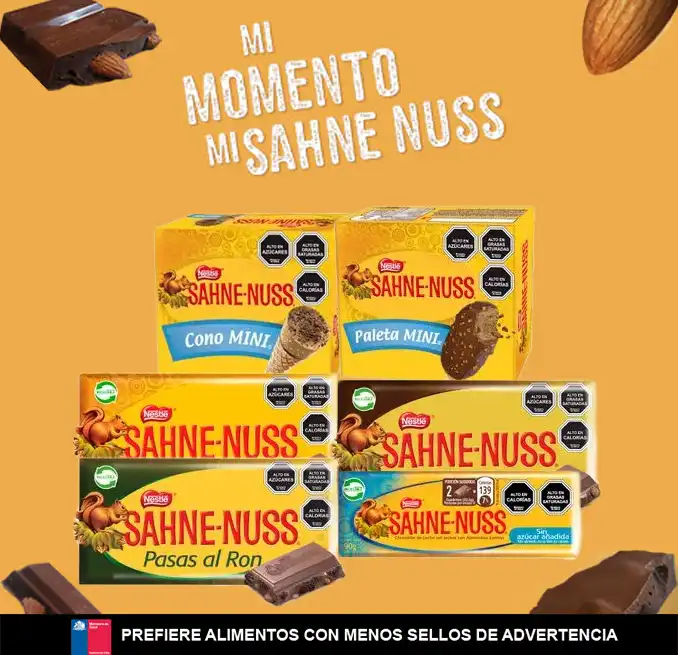 MI
MOMENTO
MI SAHNE NUSS
ALTO EN AZÚCARES
ALTO EN GRASAS SATURADAS
ALTO EN CALORÍAS
Nestlé
SAHNE-NUSS
Cono MINI
ALTO EN AZÚCARES
ALTO EN GRASAS SATURADAS
ALTO EN CALORÍAS
Nestlé
SAHNE-NUSS
Paleta MINI
ALTO EN AZÚCARES
ALTO EN GRASAS SATURADAS
ALTO EN CALORÍAS
Nestlé
SAHNE-NUSS
ALTO EN AZÚCARES
ALTO EN GRASAS SATURADAS
ALTO EN CALORÍAS
Nestlé
SAHNE-NUSS
ALTO EN AZÚCARES
ALTO EN GRASAS SATURADAS
ALTO EN CALORÍAS
Nestlé
SAHNE-NUSS
Pasas al Ron
2
Calorías
139
7%
ALTO EN CALORÍAS
ALTO EN GRASAS SATURADAS
Nestlé
SAHNE-NUSS
Sin
azúcar añadida
90g
PREFIERE ALIMENTOS CON MENOS SELLOS DE ADVERTENCIA